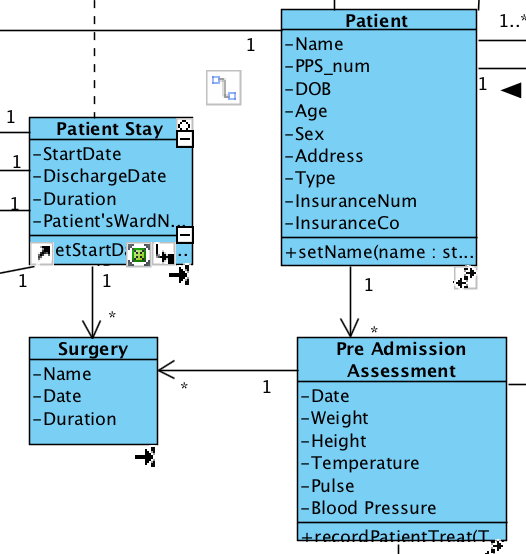 Patient
1
1..*
-Name
-PPS_num
-DOB
1
-Age
-Sex
-Address
-Type
-InsuranceNum
-InsuranceCo
+setName(name : st...
1
Patient Stay
-StartDate
1
-DischargeDate
-Duration
1
-Patient'sWardN...
etStartDa
..
1
1
*
1
*
Surgery
-Name
-Date
-Duration
*
1
Pre Admission
Assessment
-Date
-Weight
-Height
-Temperature
-Pulse
-Blood Pressure
+recordPatientTreat(T...